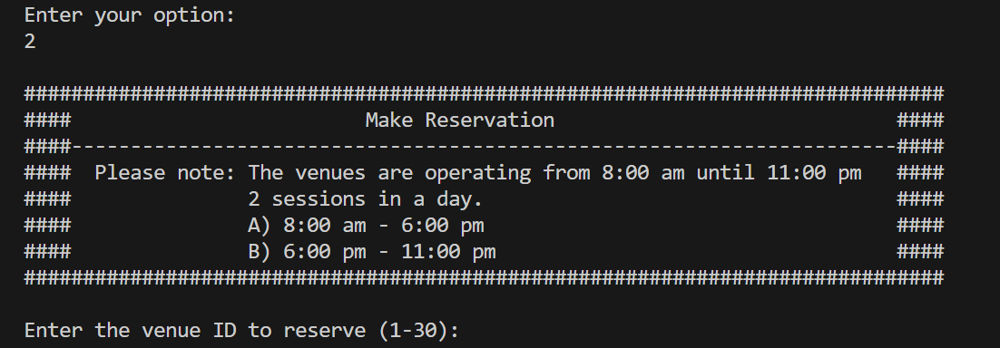 Enter your option:
2
##############################################################################
####                         Make Reservation                             ####
####----------------------------------------------------------------------####
####  Please note: The venues are operating from 8:00 am until 11:00 pm   ####
####               2 sessions in a day.                                   ####
####               A) 8:00 am - 6:00 pm                                   ####
####               B) 6:00 pm - 11:00 pm                                  ####
##############################################################################
Enter the venue ID to reserve (1-30):